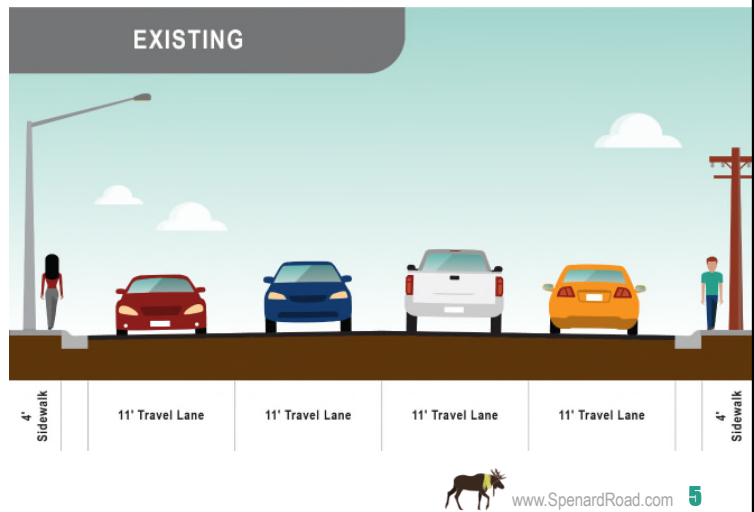 EXISTING
4'
Sidewalk
11' Travel Lane
11' Travel Lane
11' Travel Lane
11' Travel Lane
4'
Sidewalk
www.SpenardRoad.com 5